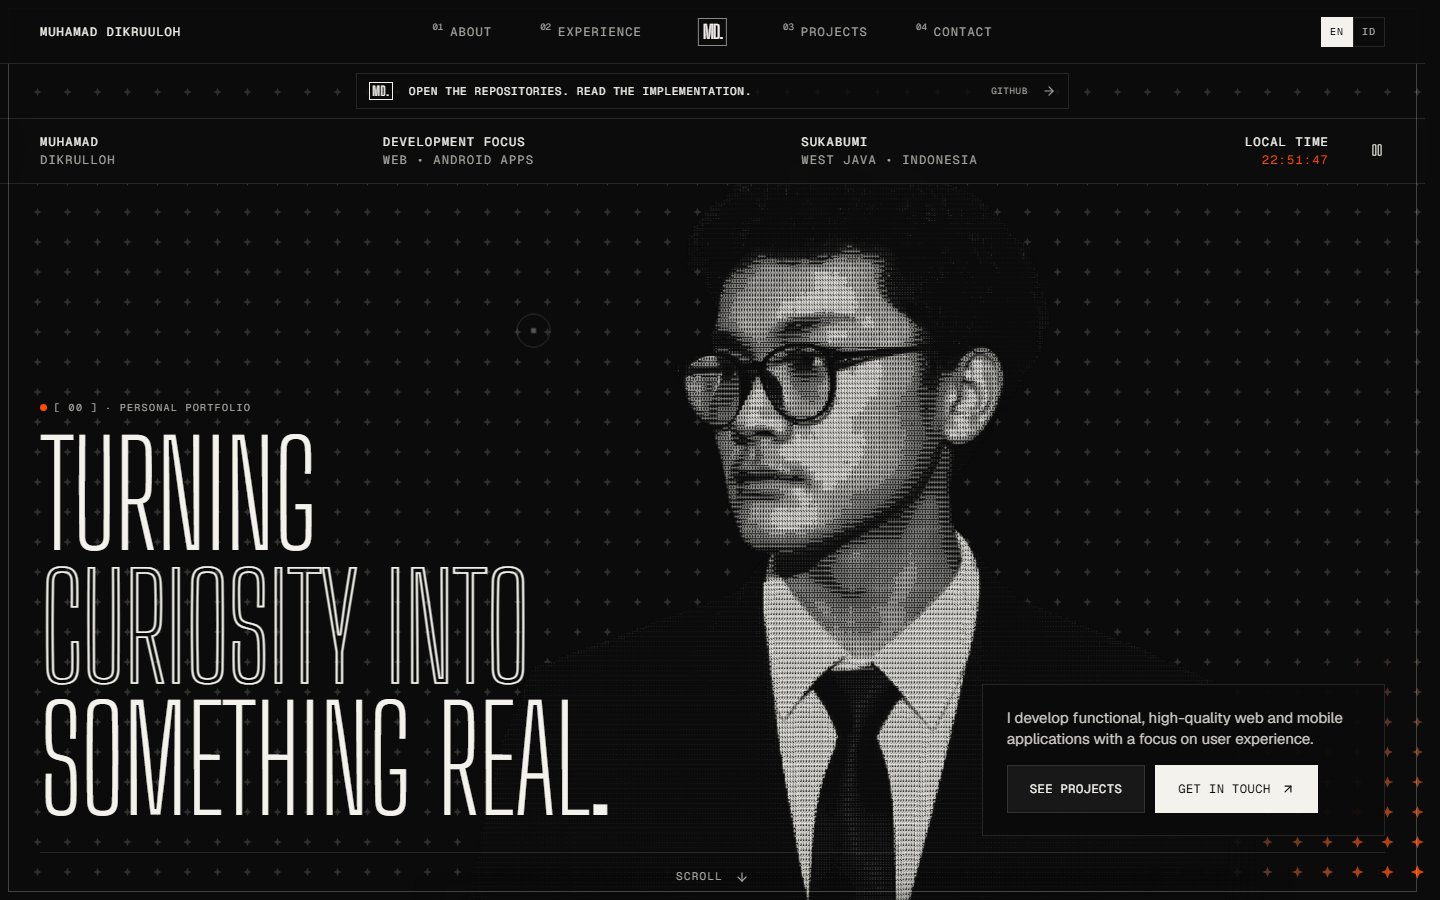 MUHAMAD DIKRUULOH
01 ABOUT
02 EXPERIENCE
MD.
03 PROJECTS
04 CONTACT
EN
ID
MD.
OPEN THE REPOSITORIES. READ THE IMPLEMENTATION.
GITHUB
MUHAMAD
DIKRULLOH
DEVELOPMENT FOCUS
WEB • ANDROID APPS
SUKABUMI
WEST JAVA • INDONESIA
LOCAL TIME
22:51:47
[ 00 ] · PERSONAL PORTFOLIO
TURNING
CURIOSITY INTO
SOMETHING REAL.
I develop functional, high-quality web and mobile
applications with a focus on user experience.
SEE PROJECTS
GET IN TOUCH
SCROLL